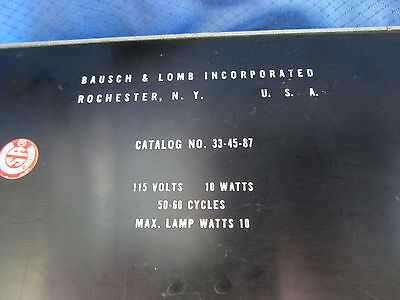 BAUSCH & LOMB INCORPORATED
ROCHESTER, N. Y. U. S. A.
CATALOG NO. 33-45-87
115 VOLTS 10 WATTS
50-60 CYCLES
MAX. LAMP WATTS 10